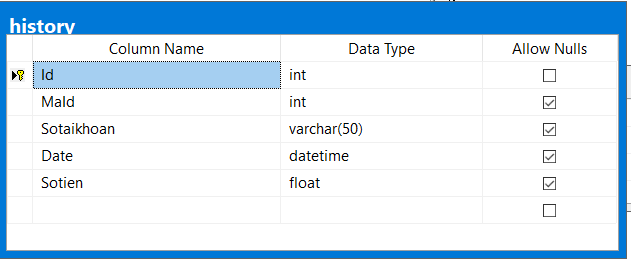 history
Column Name Data Type Allow Nulls
Id int
MaId int
Sotaikhoan varchar(50)
Date datetime
Sotien float